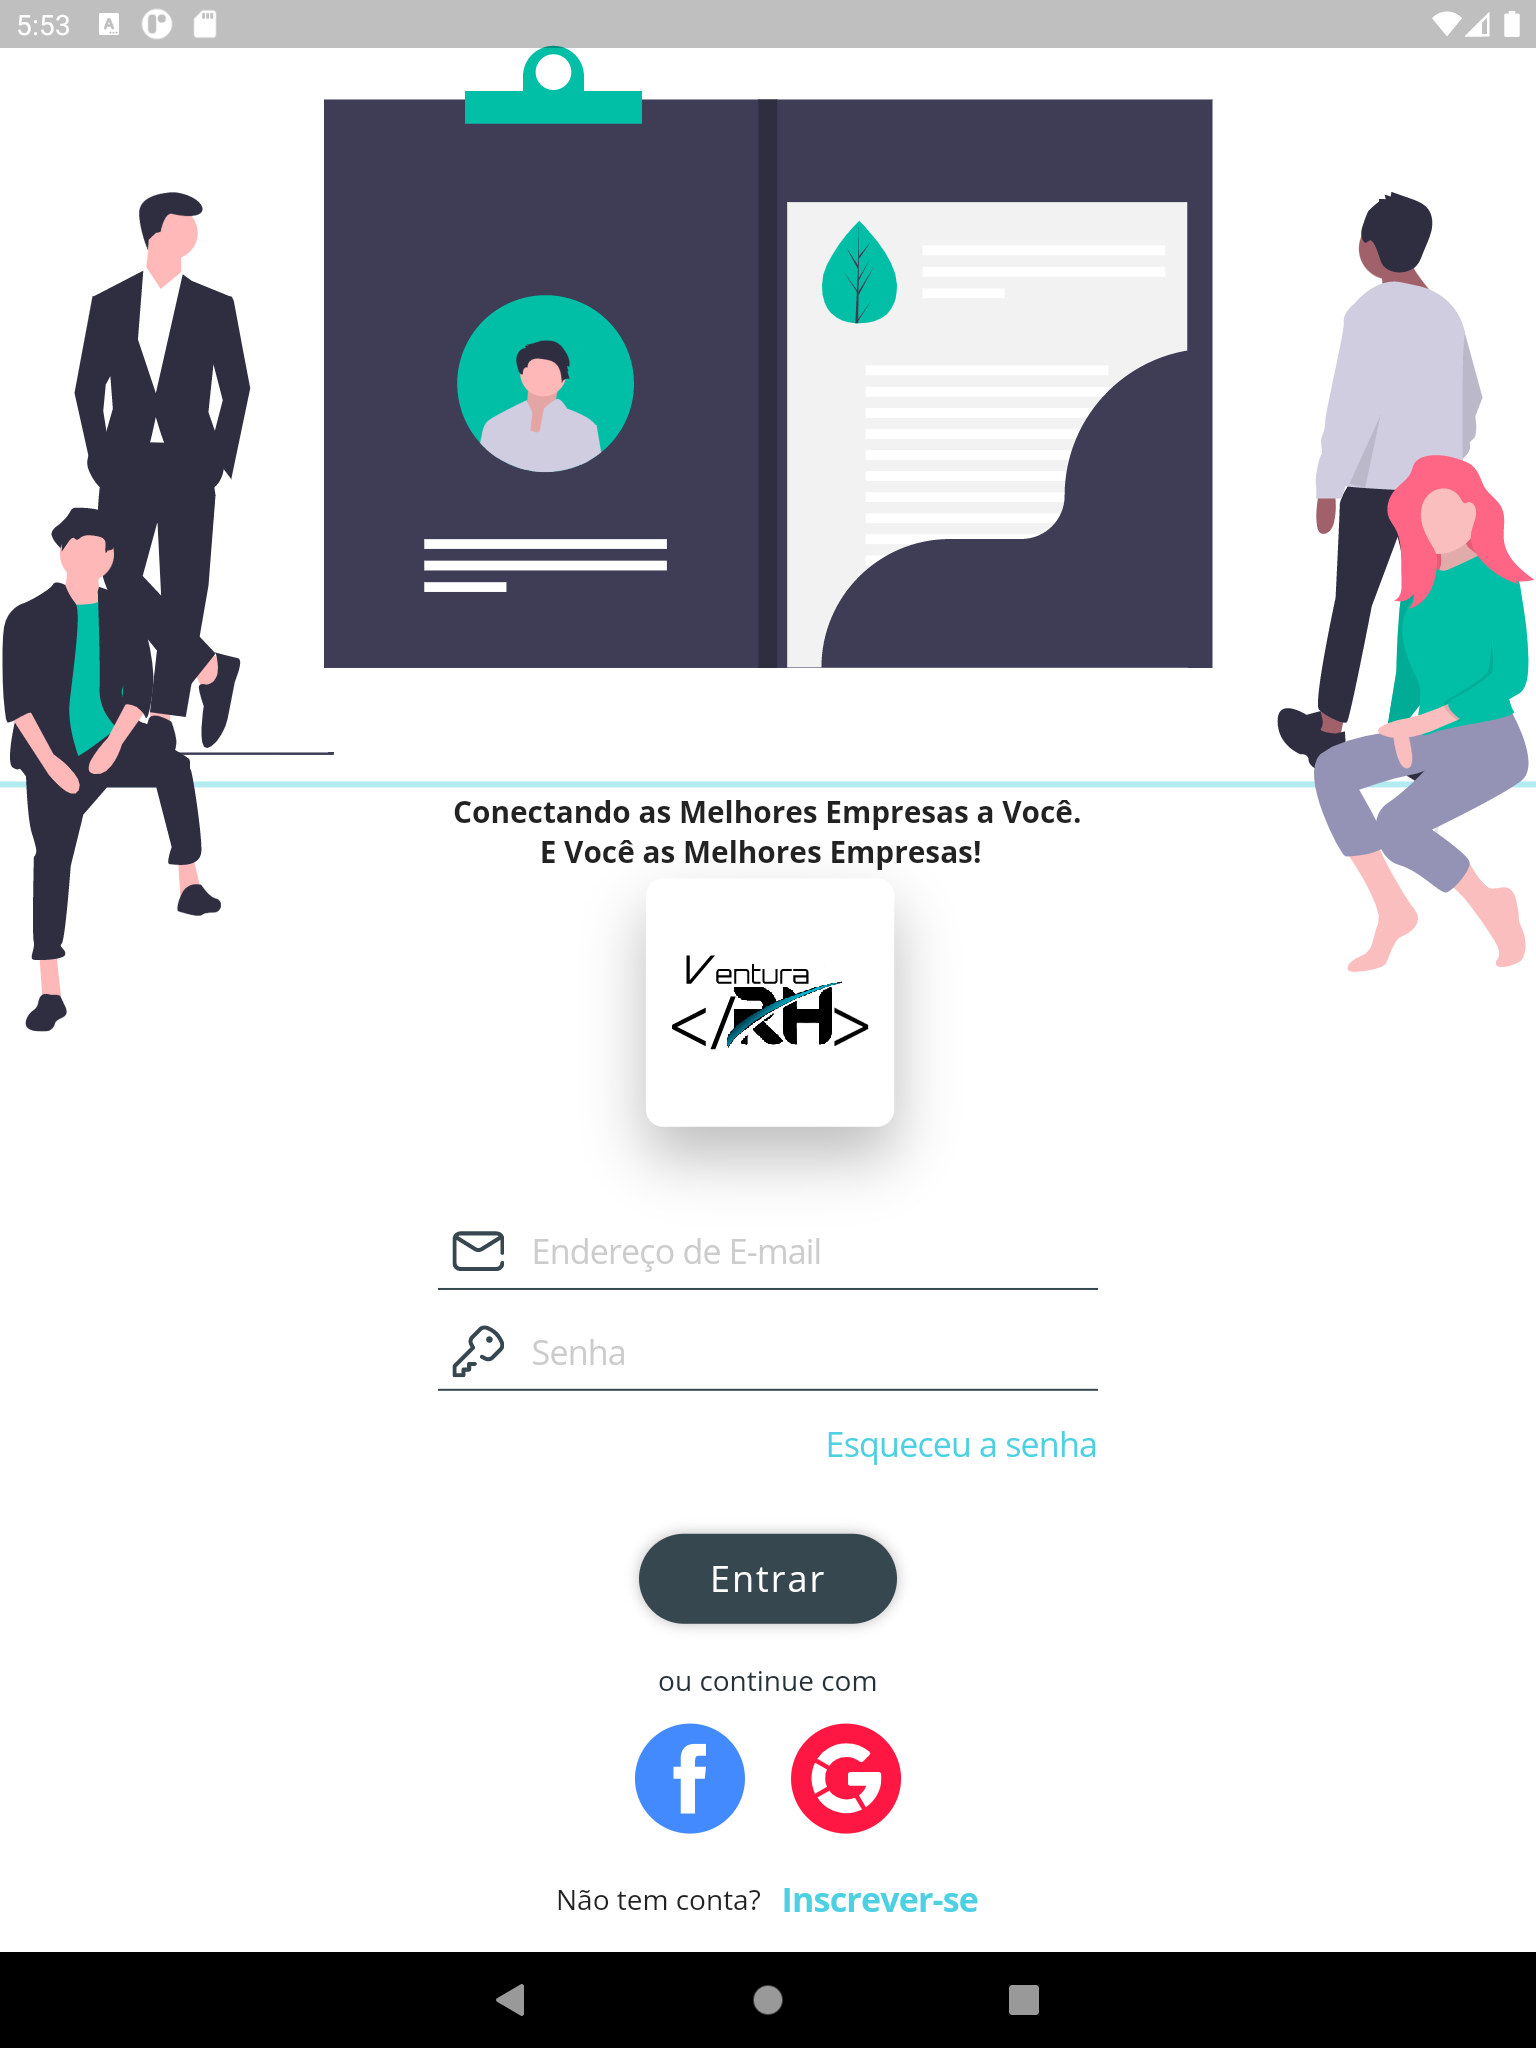 5:53
Conectando as Melhores Empresas a Você.
E Você as Melhores Empresas!
Ventura
</RH>
Endereço de E-mail
Senha
Esqueceu a senha
Entrar
ou continue com
Não tem conta? Inscrever-se